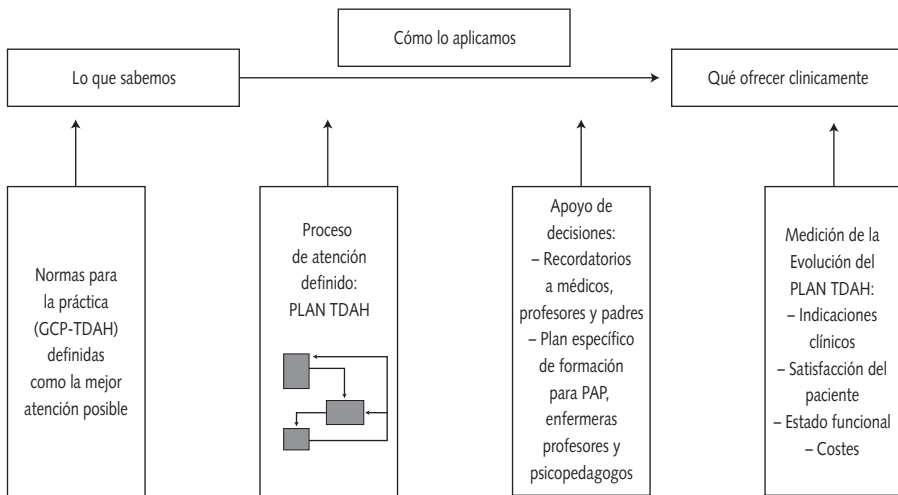 Cómo lo aplicamos
Lo que sabemos
Qué ofrecer clinicamente
Normas para
la práctica
(GCP-TDAH)
definidas
como la mejor
atención posible
Proceso
de atención
definido:
PLAN TDAH
Apoyo de
decisiones:
– Recordatorios
a médicos,
profesores y padres
– Plan específico
de formación
para PAP,
enfermeras
profesores y
psicopedagogos
Medición de la
Evolución del
PLAN TDAH:
– Indicaciones
clínicos
– Satisfacción del
paciente
– Estado funcional
– Costes